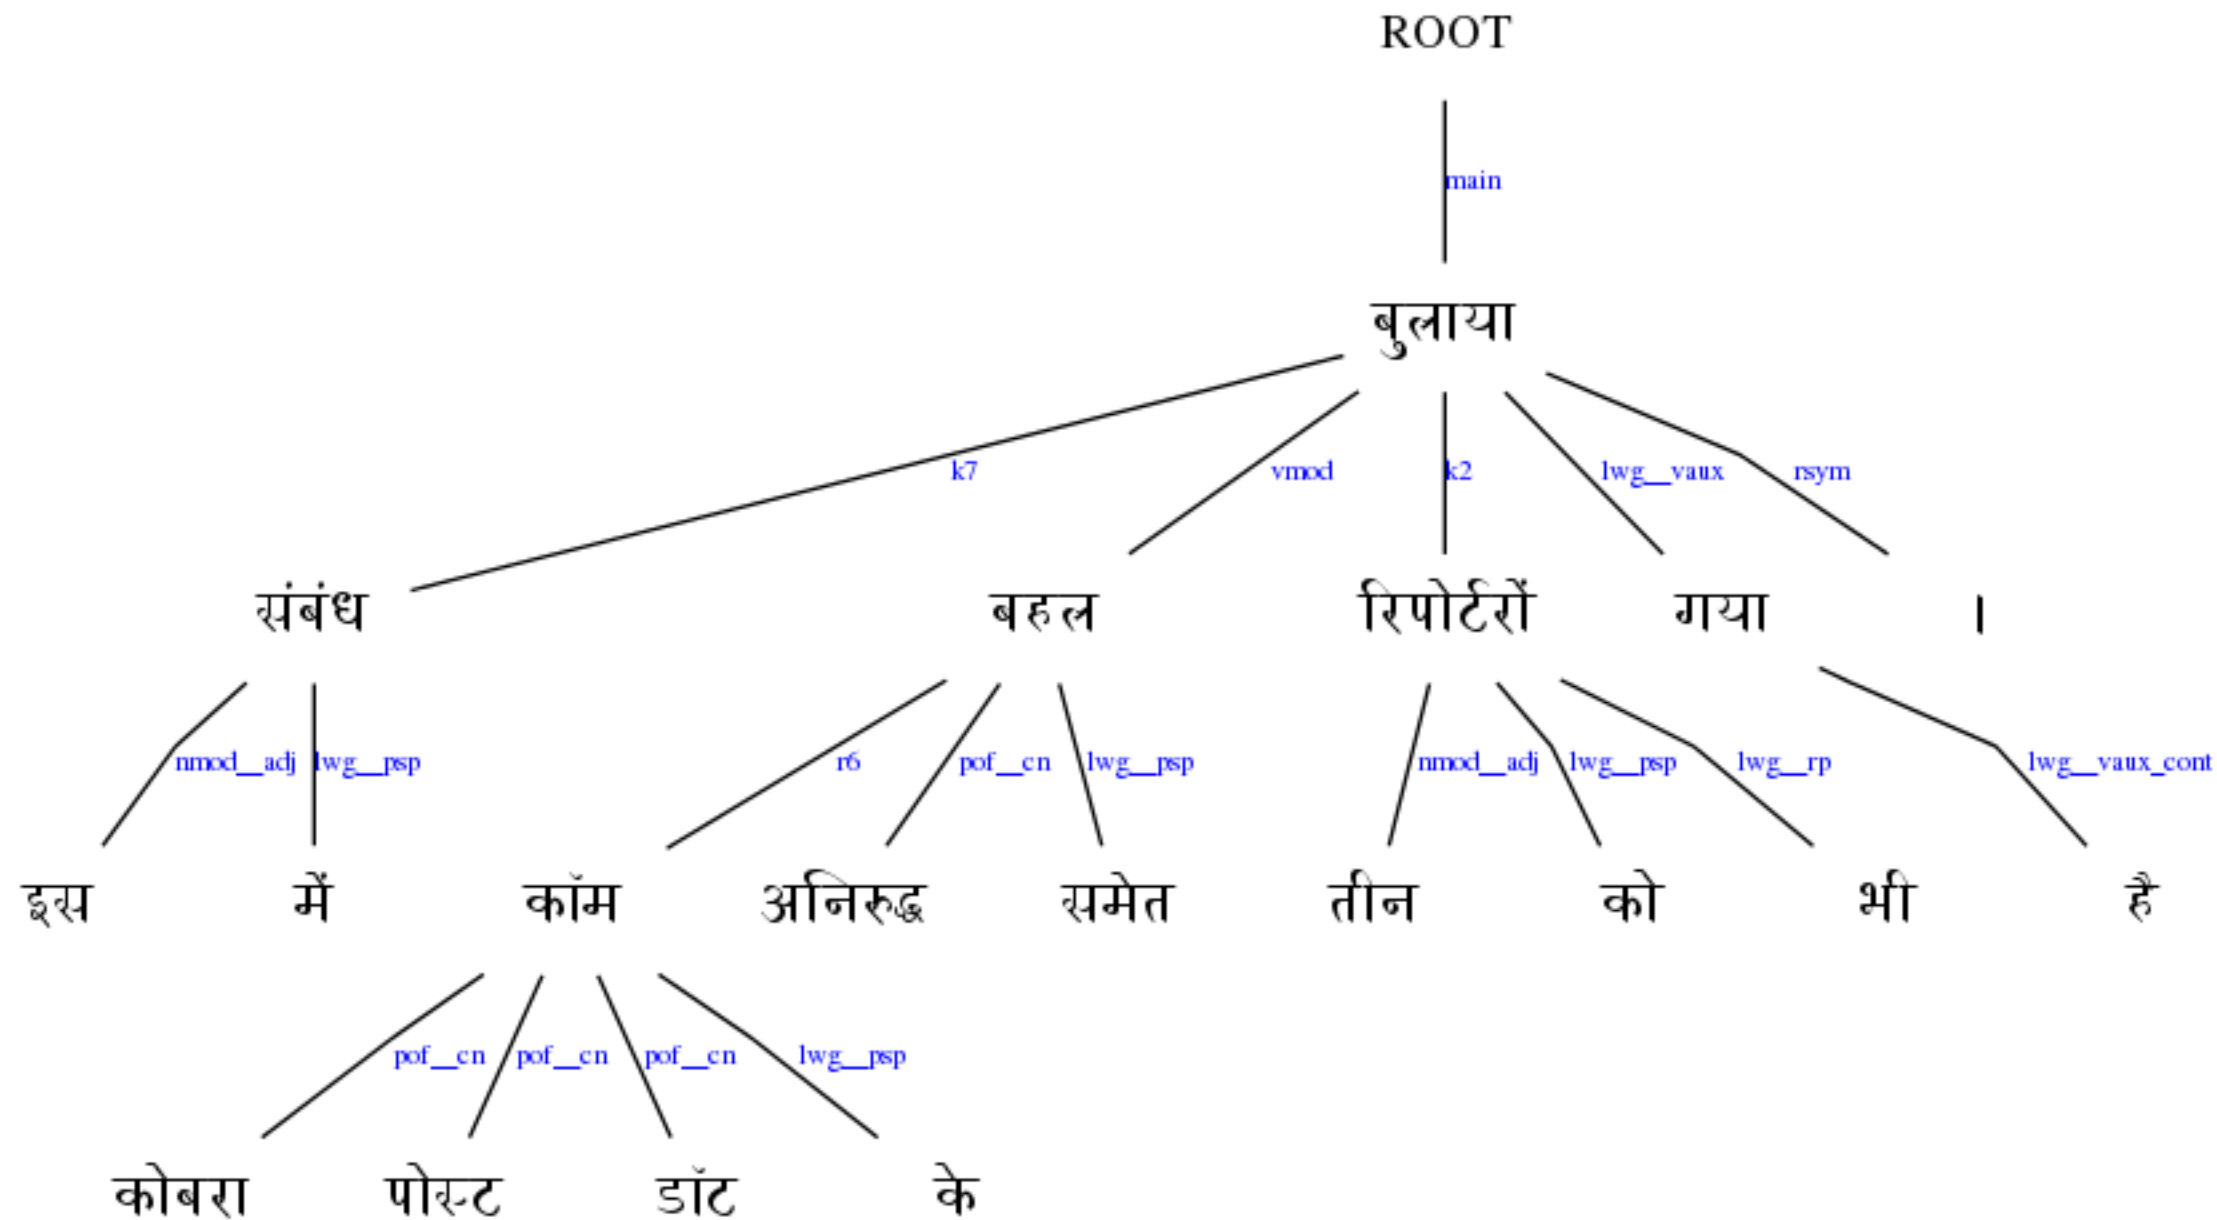 ROOT
main
बुलाया
k7 vmod k2 lwg__vaux rsym
संबंध बहल रिपोर्टरों गया ।
nmod__adj lwg__psp r6 pof__cn lwg__psp nmod__adj lwg__psp lwg__rp lwg__vaux_cont
इस में कॉम अनिरुद्ध समेत तीन को भी है
pof__cn pof__cn pof__cn lwg__psp
कोबरा पोस्ट डॉट के